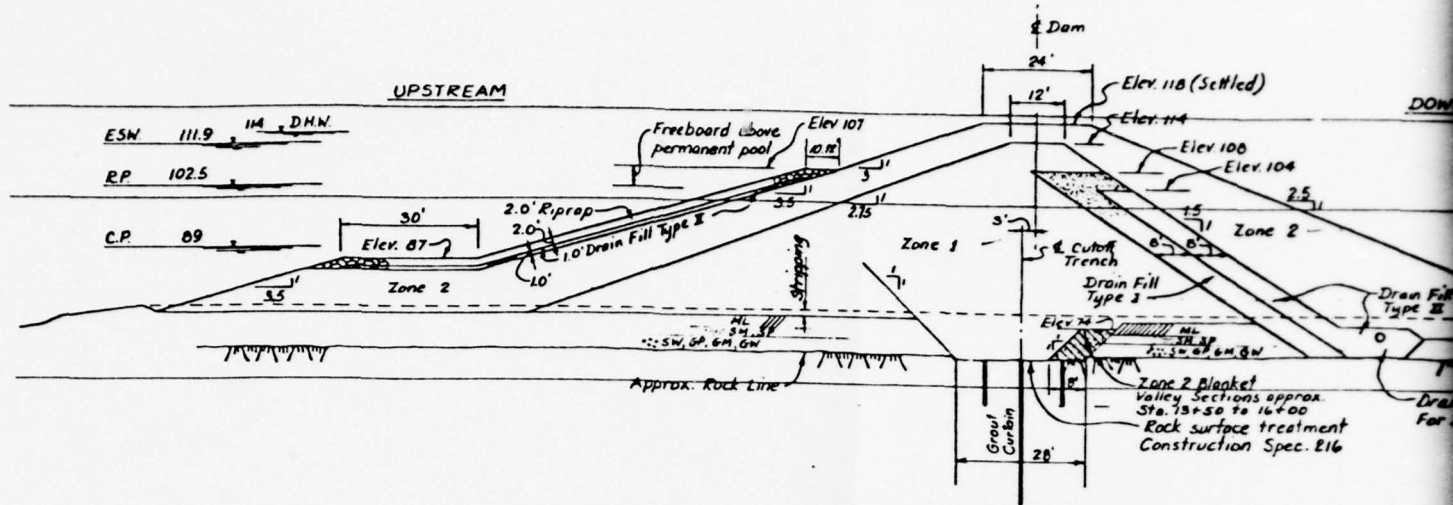 ℄ Dam
24'
Elev. 118 (Settled)
UPSTREAM
12'
DOW
114 D.H.W.
E.S.W. 111.9
Freeboard above
permanent pool
Elev 107
Elev. 114
10.12
Elev. 108
R.P. 102.5
Elev. 104
3 1
3.5 1
2.75 1
2.5 1
1.5 1
30'
2.0' Riprap
2.0'
1.0' Drain Fill Type II
1.0'
3'
Zone 1
Zone 2
8' 8'
C.P. 89
Elev. 87
℄ Cutoff
Trench
3.5 1
Zone 2
Stripping
1
1
Drain Fill
Type I
Drain Fill
Type II
Elev 74
ML
SM, SP
SW, GP, GM, GW
ML
SM, SP
SW, GP, GM, GW
Approx. Rock Line
8'
Zone 2 Blanket
Valley Sections approx.
Sta. 13+50 to 16+00
Rock surface treatment
Construction Spec. 216
Grout
Curtain
28'
Drai
For